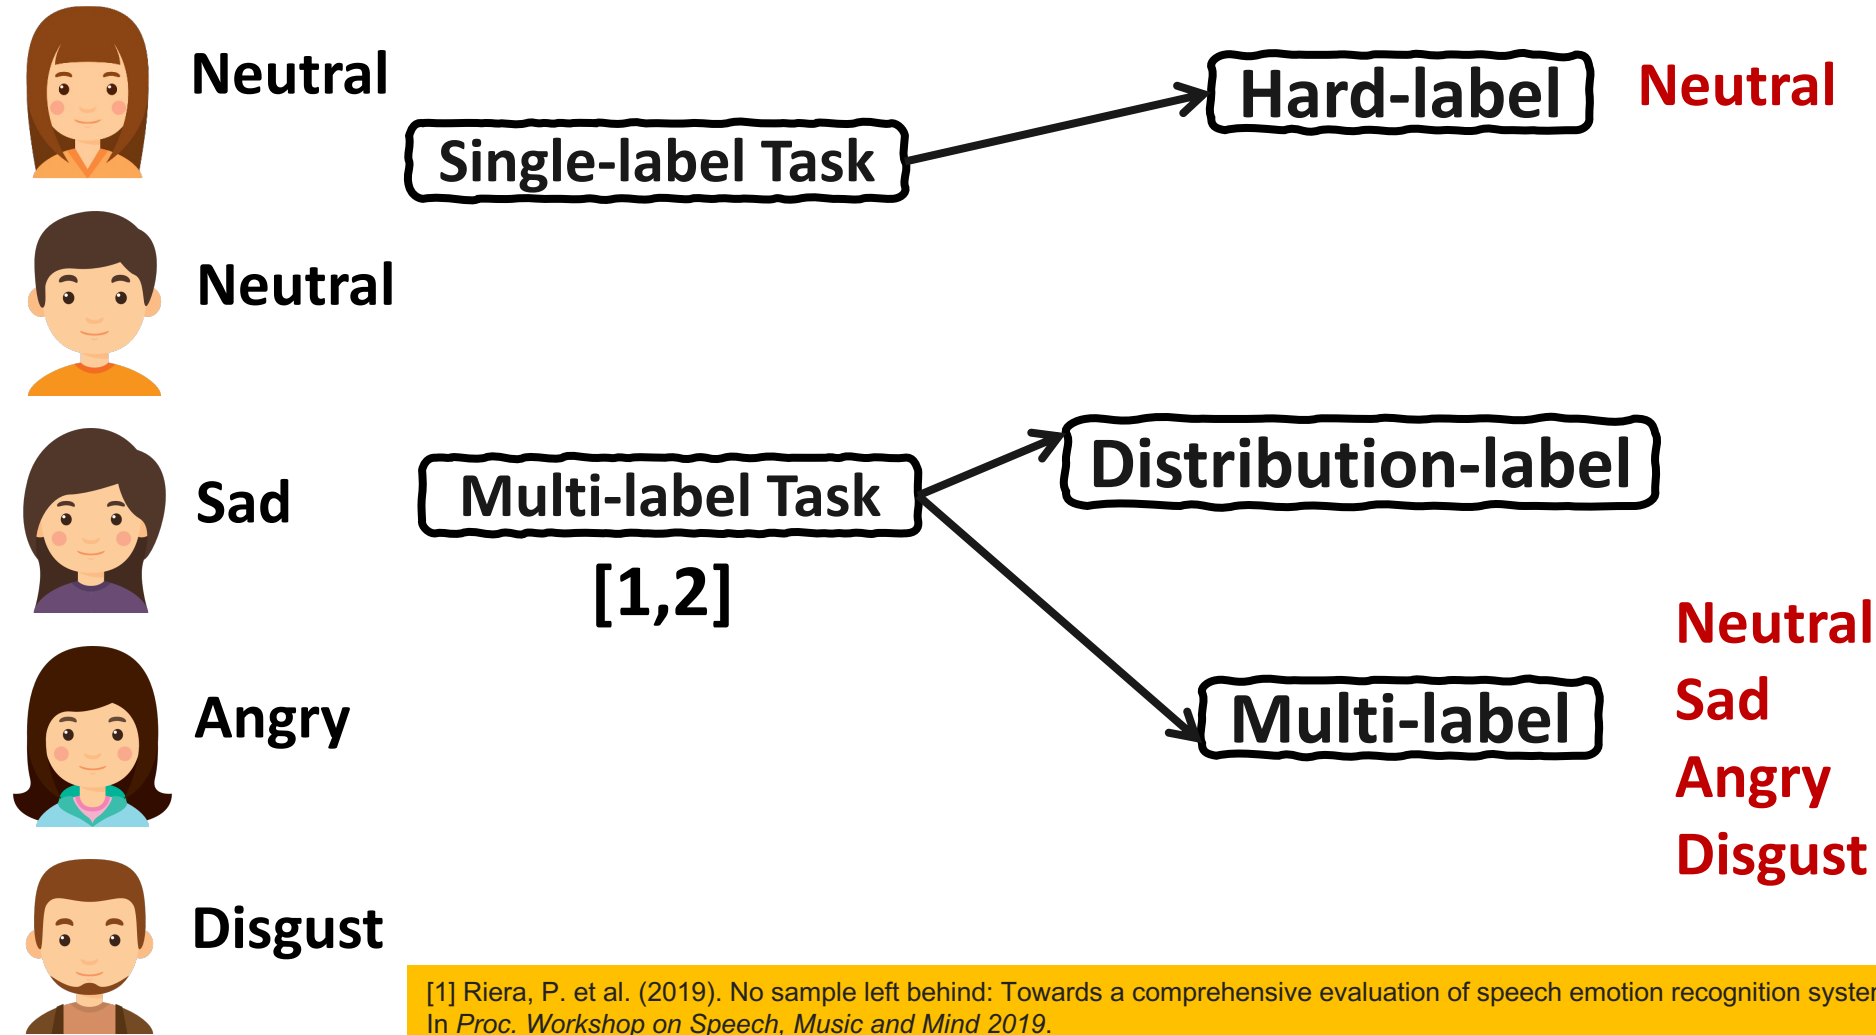 Neutral
Neutral
Sad
Angry
Disgust
Single-label Task
Hard-label
Neutral
Multi-label Task
[1,2]
Distribution-label
Multi-label
Neutral
Sad
Angry
Disgust
[1] Riera, P. et al. (2019). No sample left behind: Towards a comprehensive evaluation of speech emotion recognition system
In Proc. Workshop on Speech, Music and Mind 2019.